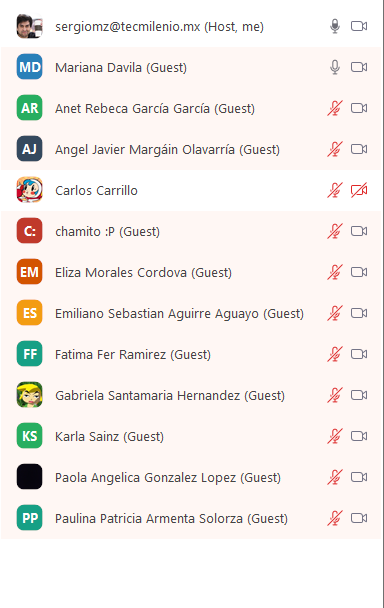 sergiomz@tecmilenio.mx (Host, me)
MD Mariana Davila (Guest)
AR Anet Rebeca García García (Guest)
AJ Angel Javier Margáin Olavarría (Guest)
Carlos Carrillo
C: chamito :P (Guest)
EM Eliza Morales Cordova (Guest)
ES Emiliano Sebastian Aguirre Aguayo (Guest)
FF Fatima Fer Ramirez (Guest)
Gabriela Santamaria Hernandez (Guest)
KS Karla Sainz (Guest)
Paola Angelica Gonzalez Lopez (Guest)
PP Paulina Patricia Armenta Solorza (Guest)